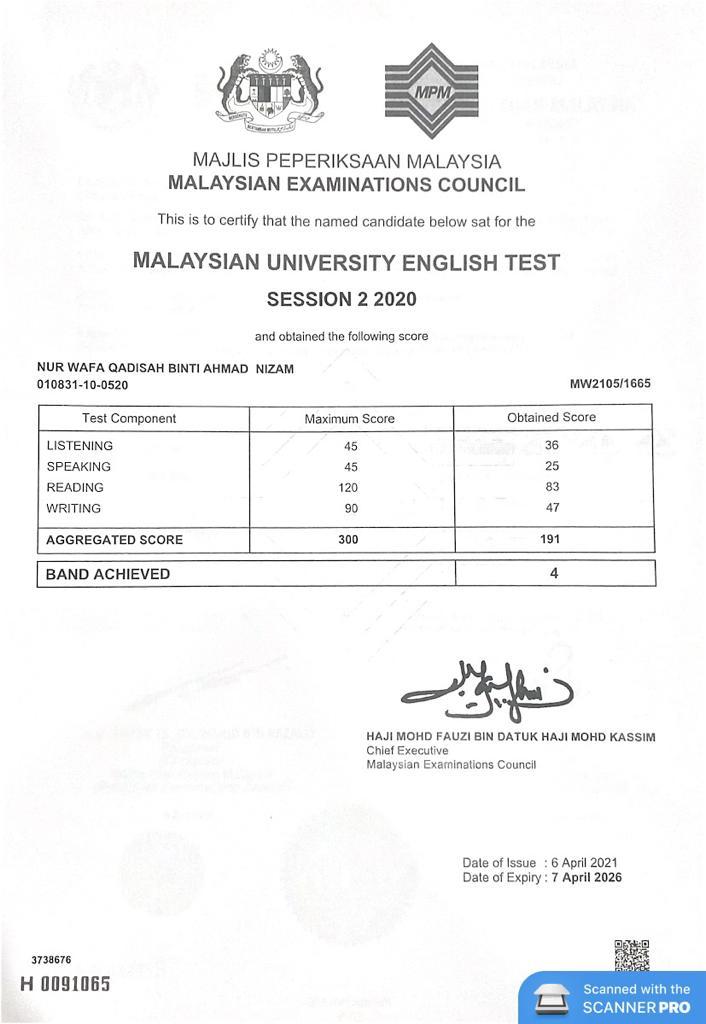 MPM
MAJLIS PEPERIKSAAN MALAYSIA
MALAYSIAN EXAMINATIONS COUNCIL
This is to certify that the named candidate below sat for the
MALAYSIAN UNIVERSITY ENGLISH TEST
SESSION 2 2020
and obtained the following score
NUR WAFA QADISAH BINTI AHMAD NIZAM
010831-10-0520 MW2105/1665
Test Component Maximum Score Obtained Score
LISTENING 45 36
SPEAKING 45 25
READING 120 83
WRITING 90 47
AGGREGATED SCORE 300 191
BAND ACHIEVED 4
HAJI MOHD FAUZI BIN DATUK HAJI MOHD KASSIM
Chief Executive
Malaysian Examinations Council
Date of Issue : 6 April 2021
Date of Expiry : 7 April 2026
3738676
H 0091065
Scanned with the
SCANNER PRO